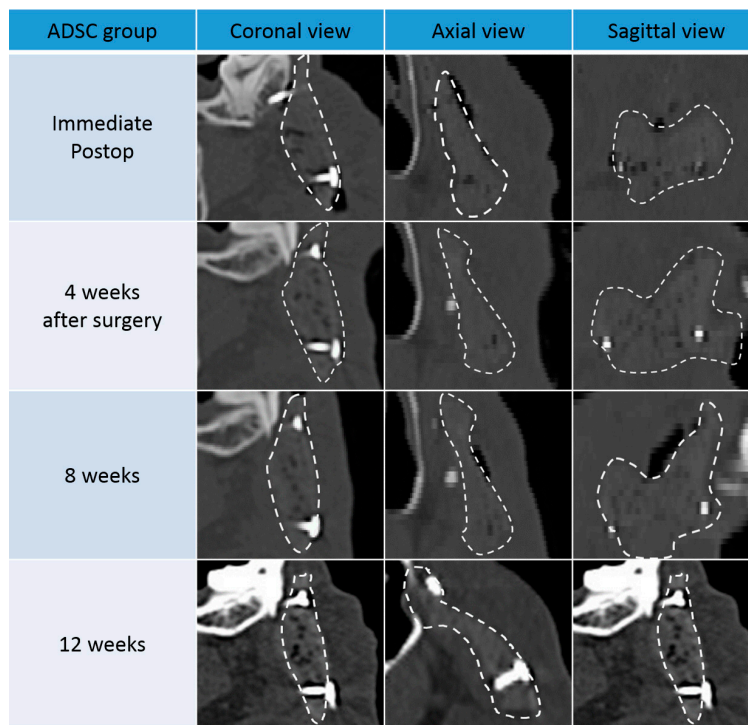 ADSC group
Coronal view
Axial view
Sagittal view
Immediate
Postop
4 weeks
after surgery
8 weeks
12 weeks